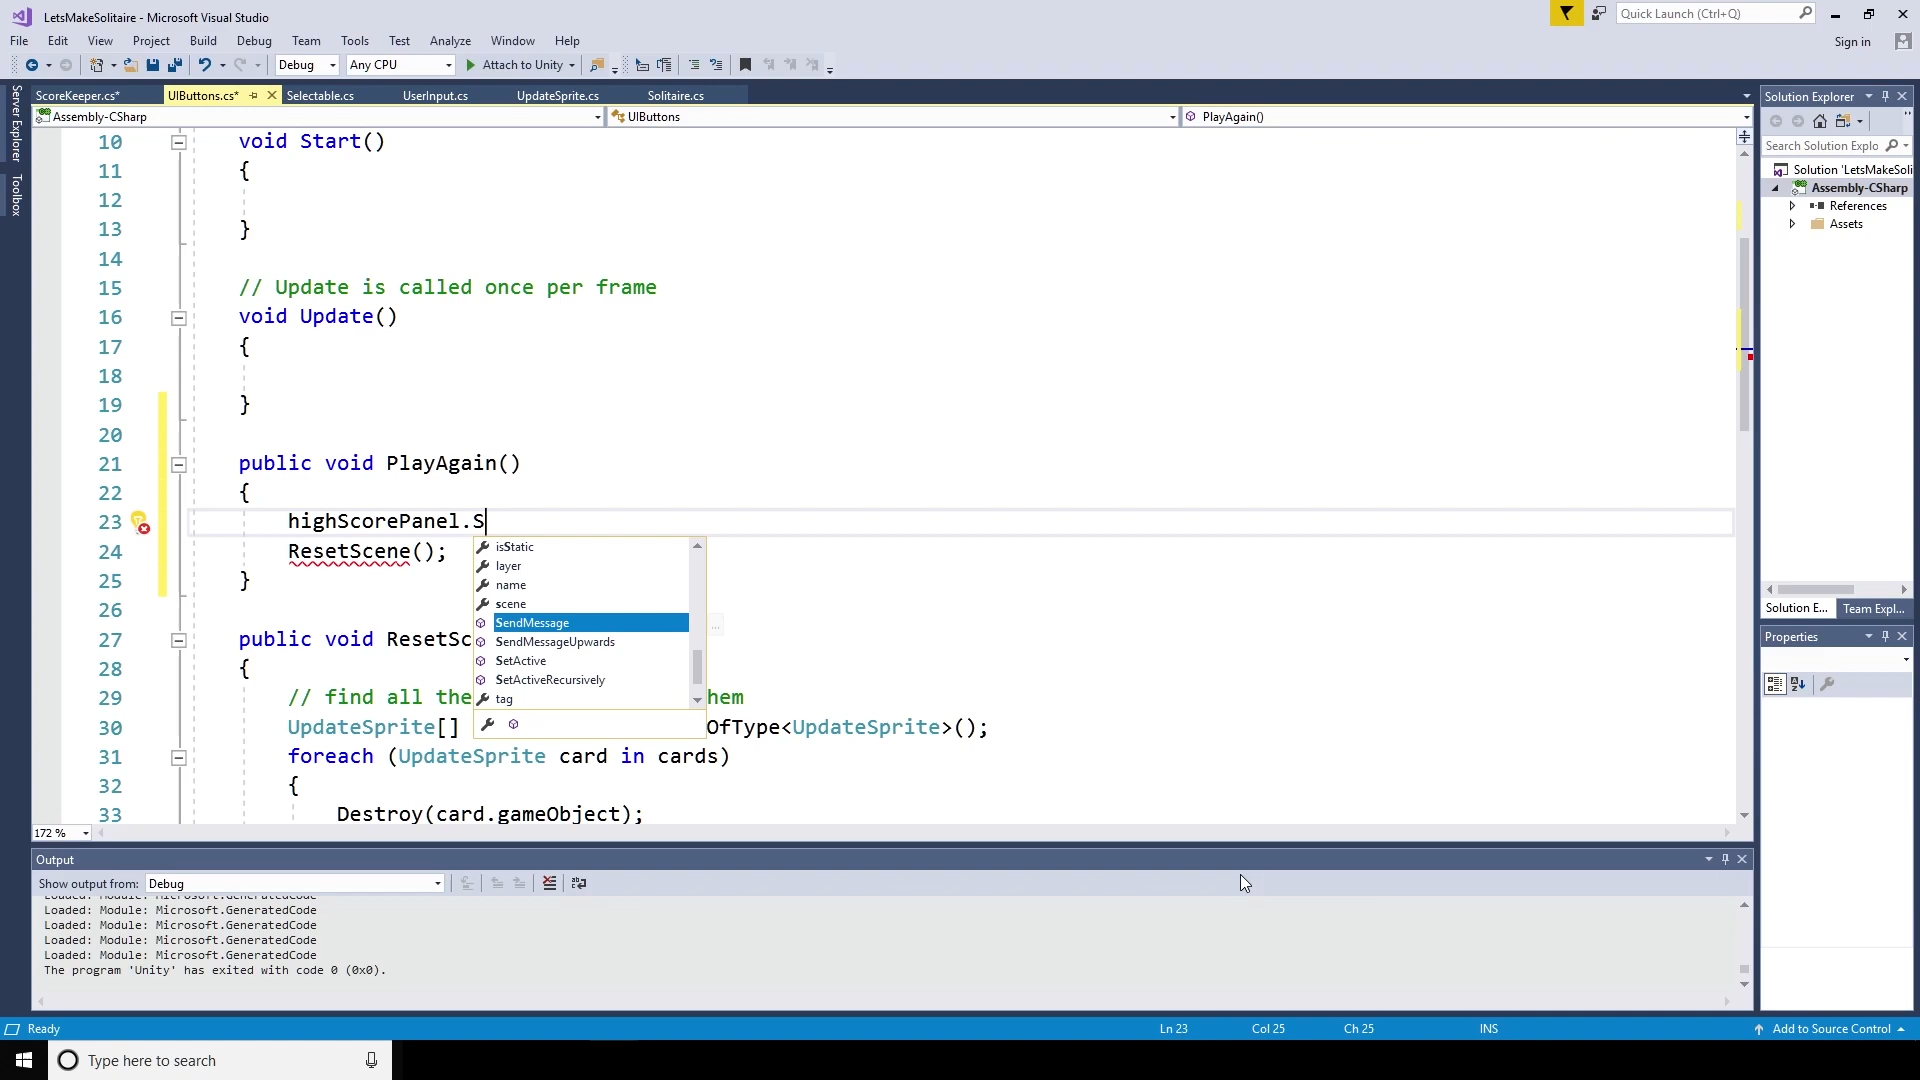 LetsMakeSolitaire - Microsoft Visual Studio
Quick Launch (Ctrl+Q)
File Edit View Project Build Debug Team Tools Test Analyze Window Help
Sign in
Debug Any CPU Attach to Unity
Server Explorer
Toolbox
ScoreKeeper.cs* UIButtons.cs* Selectable.cs UserInput.cs UpdateSprite.cs Solitaire.cs
Assembly-CSharp UIButtons PlayAgain()
10 void Start()
11 {
12
13 }
14
15 // Update is called once per frame
16 void Update()
17 {
18
19 }
20
21 public void PlayAgain()
22 {
23 highScorePanel.S
24 ResetScene();
25 }
26
27 public void ResetSc
28 {
29 // find all the hem
30 UpdateSprite[] OfType<UpdateSprite>();
31 foreach (UpdateSprite card in cards)
32 {
33 Destroy(card.gameObject);
isStatic
layer
name
scene
SendMessage
SendMessageUpwards
SetActive
SetActiveRecursively
tag
172 %
Solution Explorer
Search Solution Explo
Solution 'LetsMakeSoli
Assembly-CSharp
References
Assets
Solution E... Team Expl...
Properties
Output
Show output from: Debug
Loaded: Module: Microsoft.GeneratedCode
Loaded: Module: Microsoft.GeneratedCode
Loaded: Module: Microsoft.GeneratedCode
Loaded: Module: Microsoft.GeneratedCode
Loaded: Module: Microsoft.GeneratedCode
The program 'Unity' has exited with code 0 (0x0).
Ready Ln 23 Col 25 Ch 25 INS Add to Source Control
Type here to search